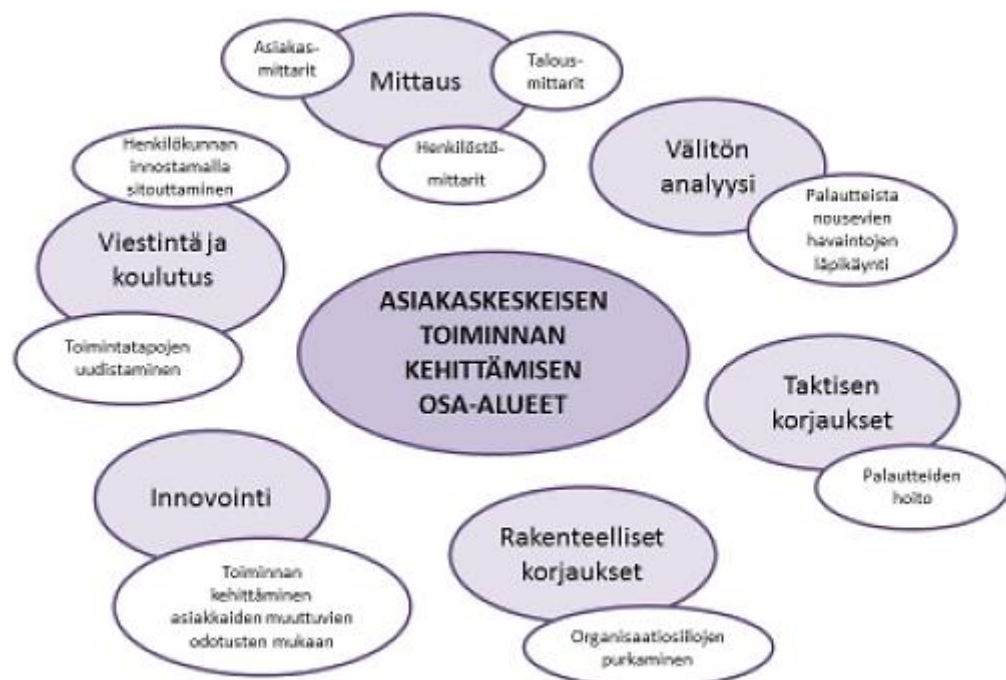 Asiakas-
mittarit
Mittaus
Talous-
mittarit
Henkilöstö-
mittarit
Välitön
analyysi
Palautteista
nousevien
havaintojen
läpikäynti
Henkilökunnan
innostamalla
sitouttaminen
Viestintä ja
koulutus
Toimintatapojen
uudistaminen
ASIAKASKESKEISEN
TOIMINNAN
KEHITTÄMISEN
OSA-ALUEET
Taktisen
korjaukset
Palautteiden
hoito
Innovointi
Toiminnan
kehittäminen
asiakkaiden muuttuvien
odotusten mukaan
Rakenteelliset
korjaukset
Organisaatiosiilojen
purkaminen